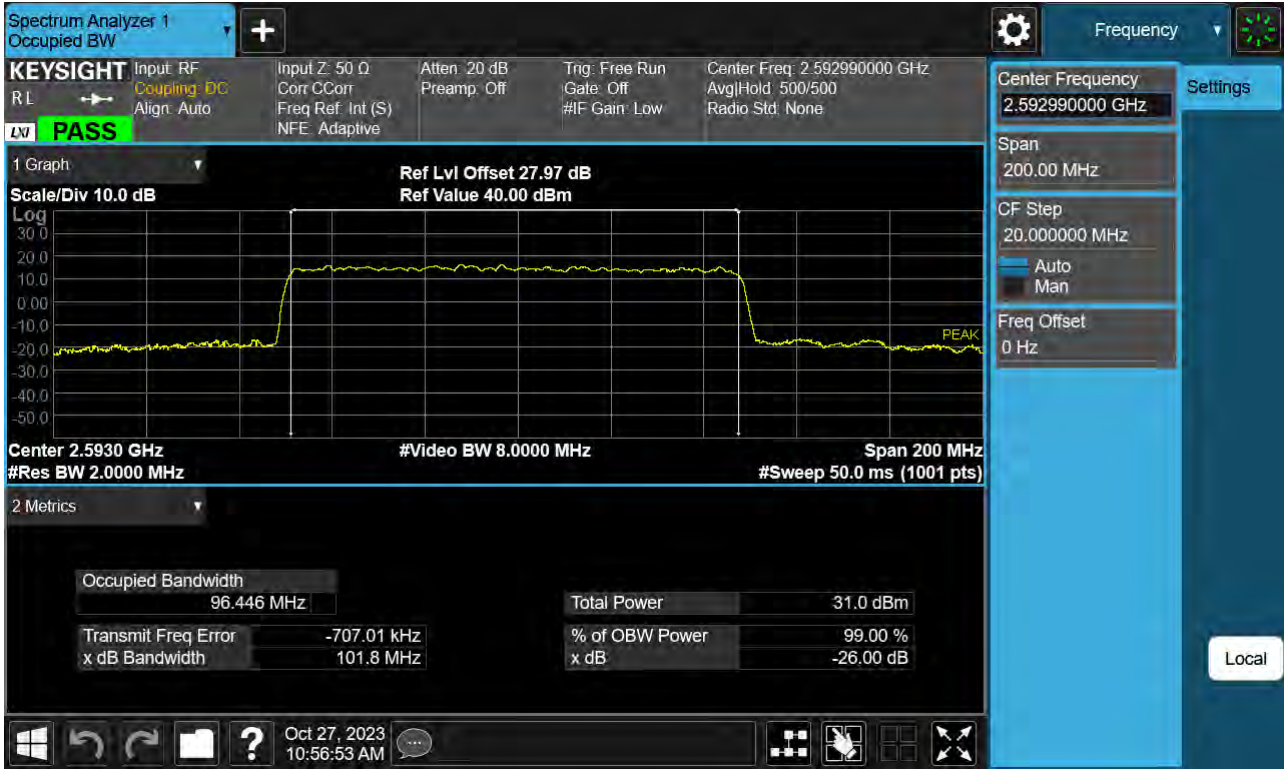 Spectrum Analyzer 1
Occupied BW
Frequency
KEYSIGHT
RL
LXI
PASS
Input: RF
Coupling: DC
Align: Auto
Input Z: 50 Ω
Corr CCorr
Freq Ref: Int (S)
NFE: Adaptive
Atten: 20 dB
Preamp: Off
Trig: Free Run
Gate: Off
#IF Gain: Low
Center Freq: 2.592990000 GHz
Avg|Hold: 500/500
Radio Std: None
1 Graph
Scale/Div 10.0 dB
Ref Lvl Offset 27.97 dB
Ref Value 40.00 dBm
Log
30.0
20.0
10.0
0.00
-10.0
-20.0
-30.0
-40.0
-50.0
PEAK
Center 2.5930 GHz
#Res BW 2.0000 MHz
#Video BW 8.0000 MHz
Span 200 MHz
#Sweep 50.0 ms (1001 pts)
2 Metrics
Occupied Bandwidth
96.446 MHz
Transmit Freq Error -707.01 kHz
x dB Bandwidth 101.8 MHz
Total Power 31.0 dBm
% of OBW Power 99.00 %
x dB -26.00 dB
Center Frequency
2.592990000 GHz
Span
200.00 MHz
CF Step
20.000000 MHz
Auto
Man
Freq Offset
0 Hz
Settings
Local
?
Oct 27, 2023
10:56:53 AM